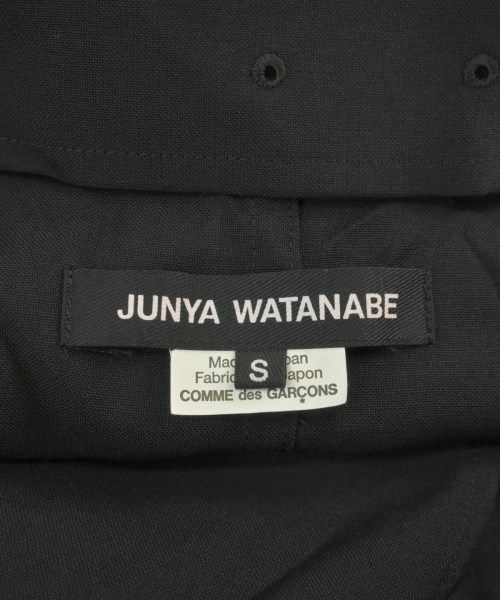 JUNYA WATANABE
S
COMME des GARÇONS
*